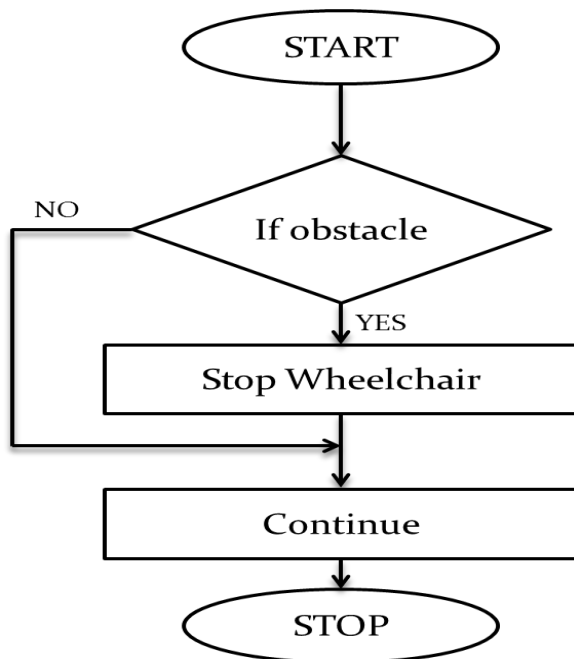 START
If obstacle
NO
YES
Stop Wheelchair
Continue
STOP